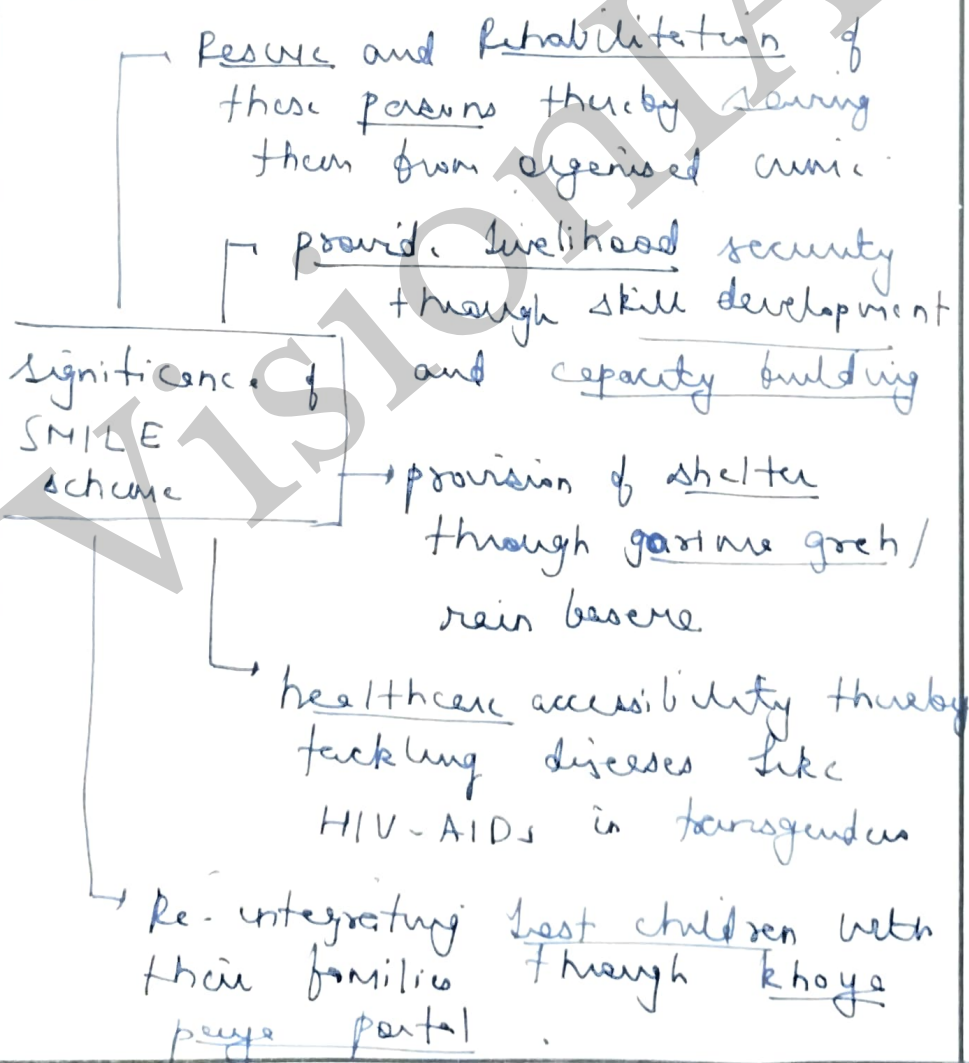 Rescue and Rehabilitation of
these persons thereby saving
them from organised crime
provide livelihood security
through skill development
and capacity building
significance of
SMILE
scheme
provision of shelter
through garima greh/
rain basera
healthcare accessibility thereby
tackling diseases like
HIV-AIDs in transgenders
Re-integrating lost children with
their families through khoya
paya portal.
VisionIA